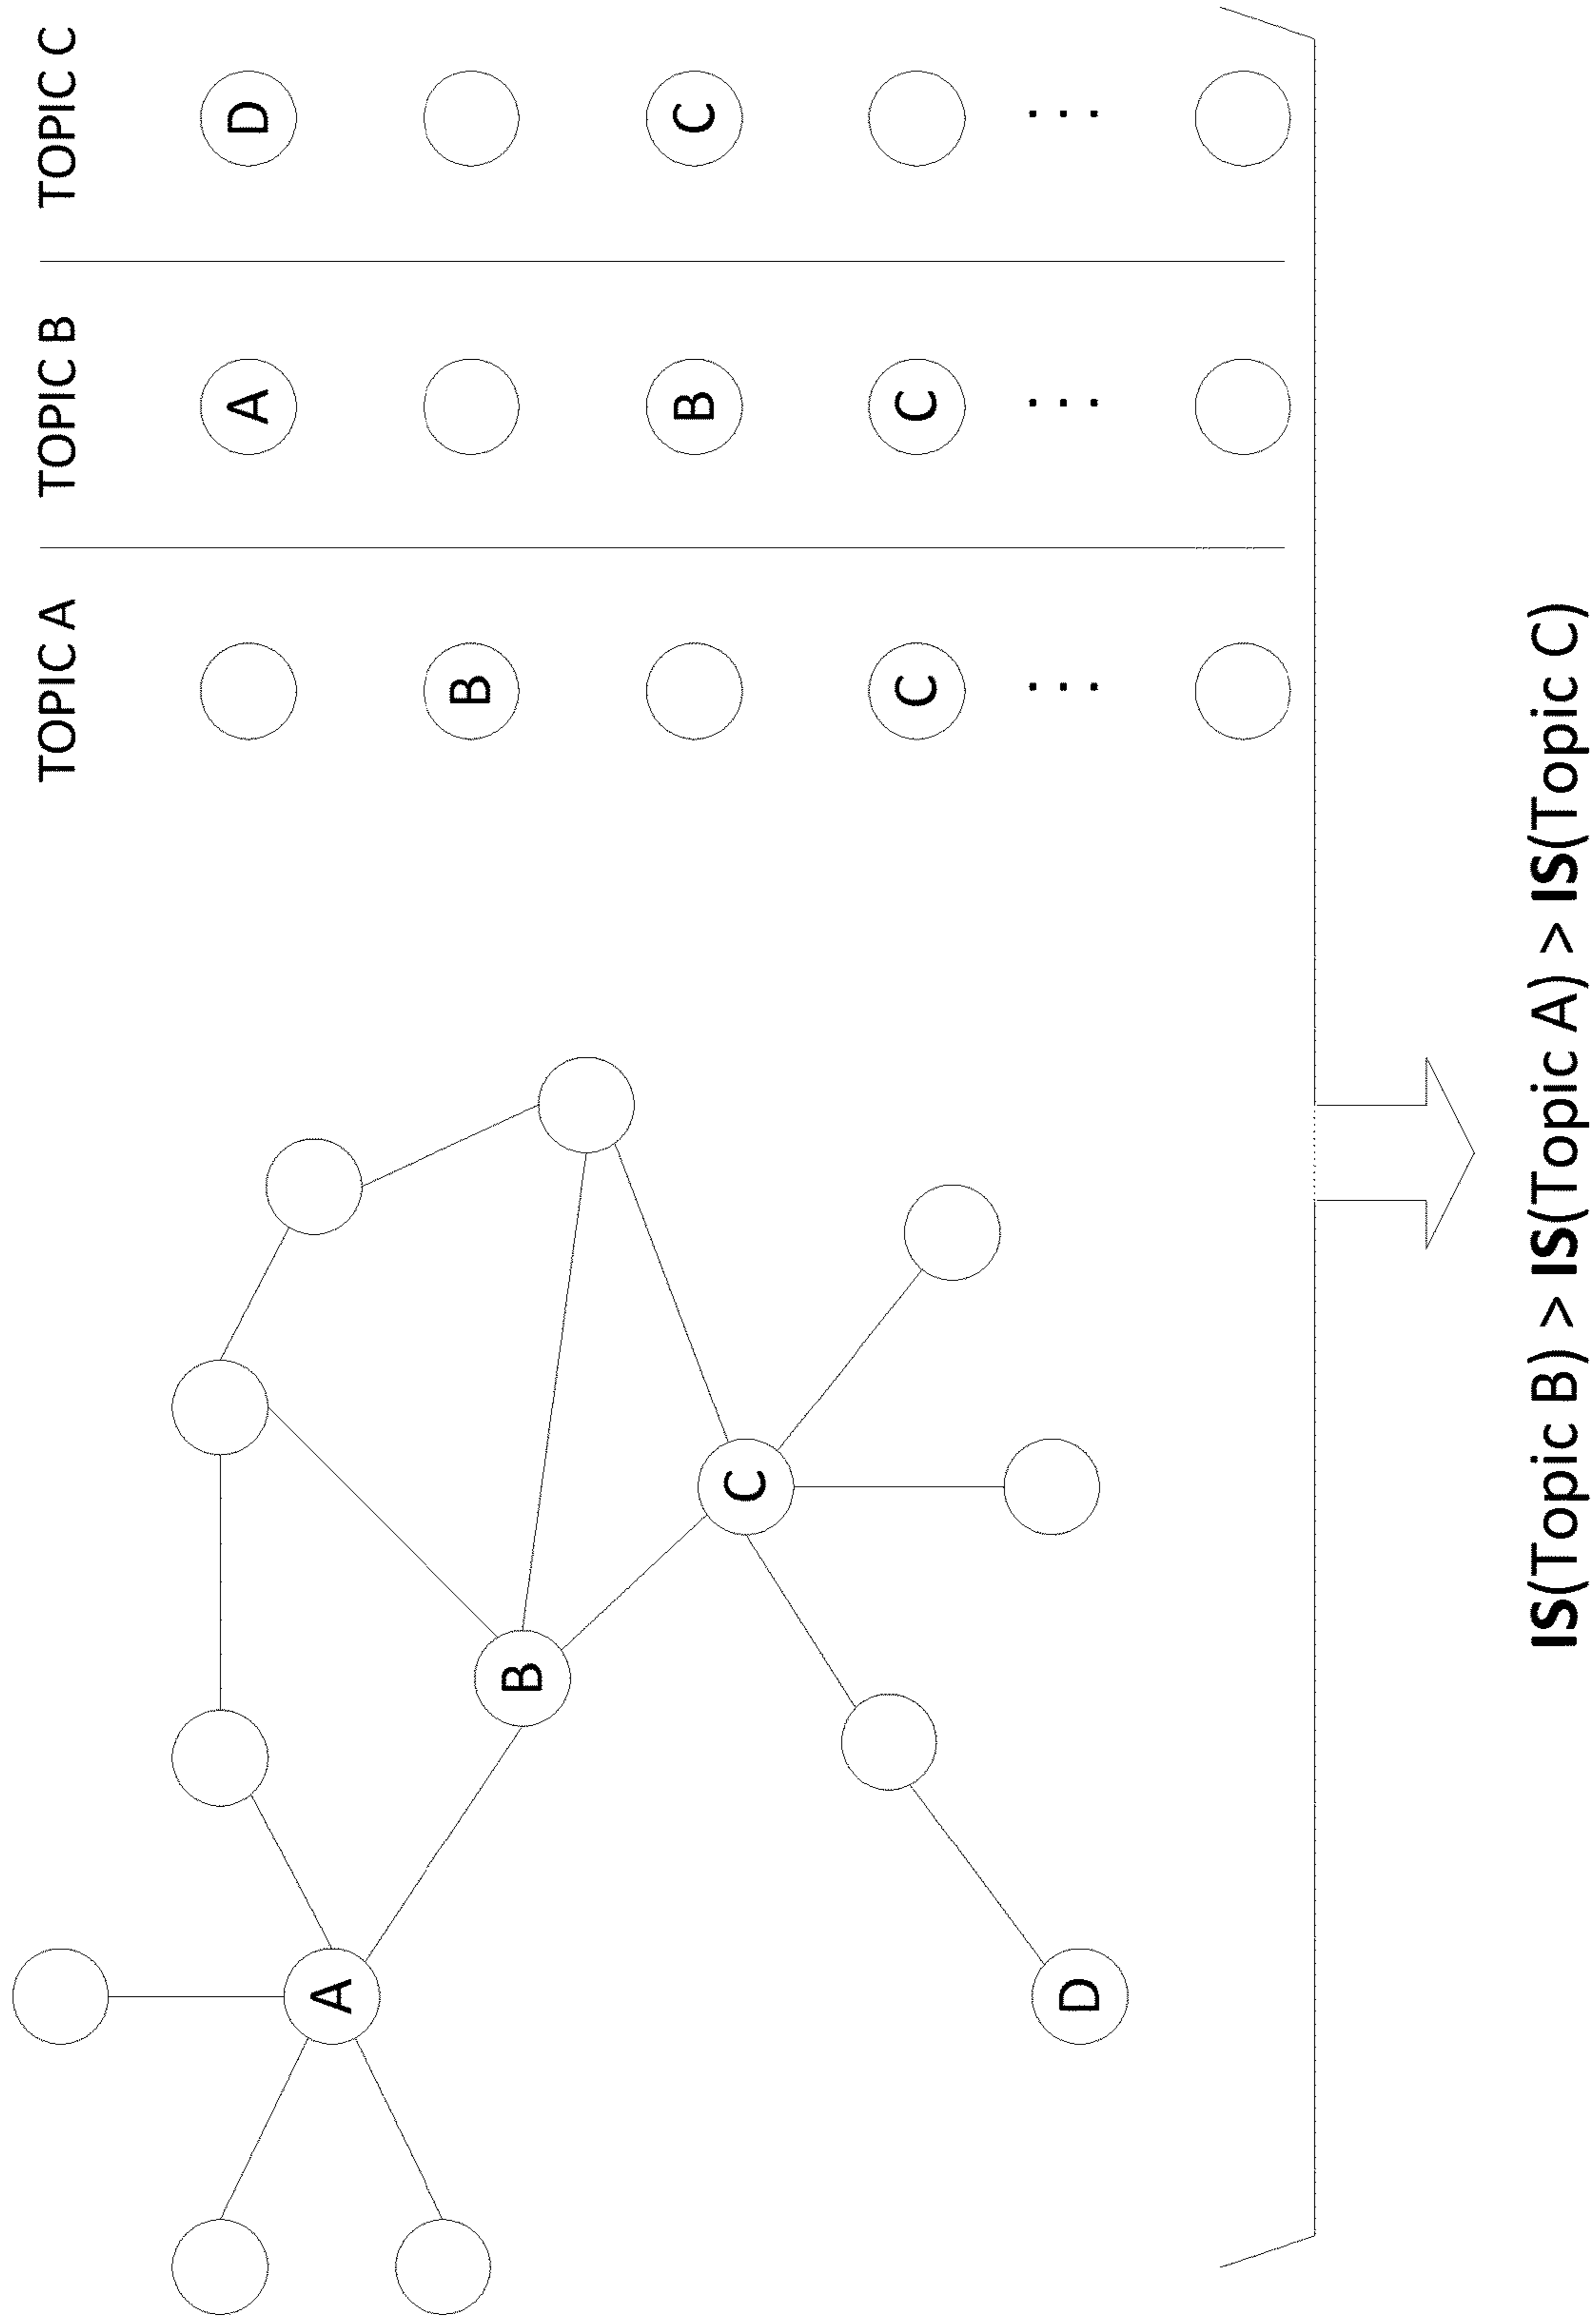 A
B
C
D
TOPIC A
B
C
...
TOPIC B
A
B
C
...
TOPIC C
D
C
...
IS(Topic B) > IS(Topic A) > IS(Topic C)